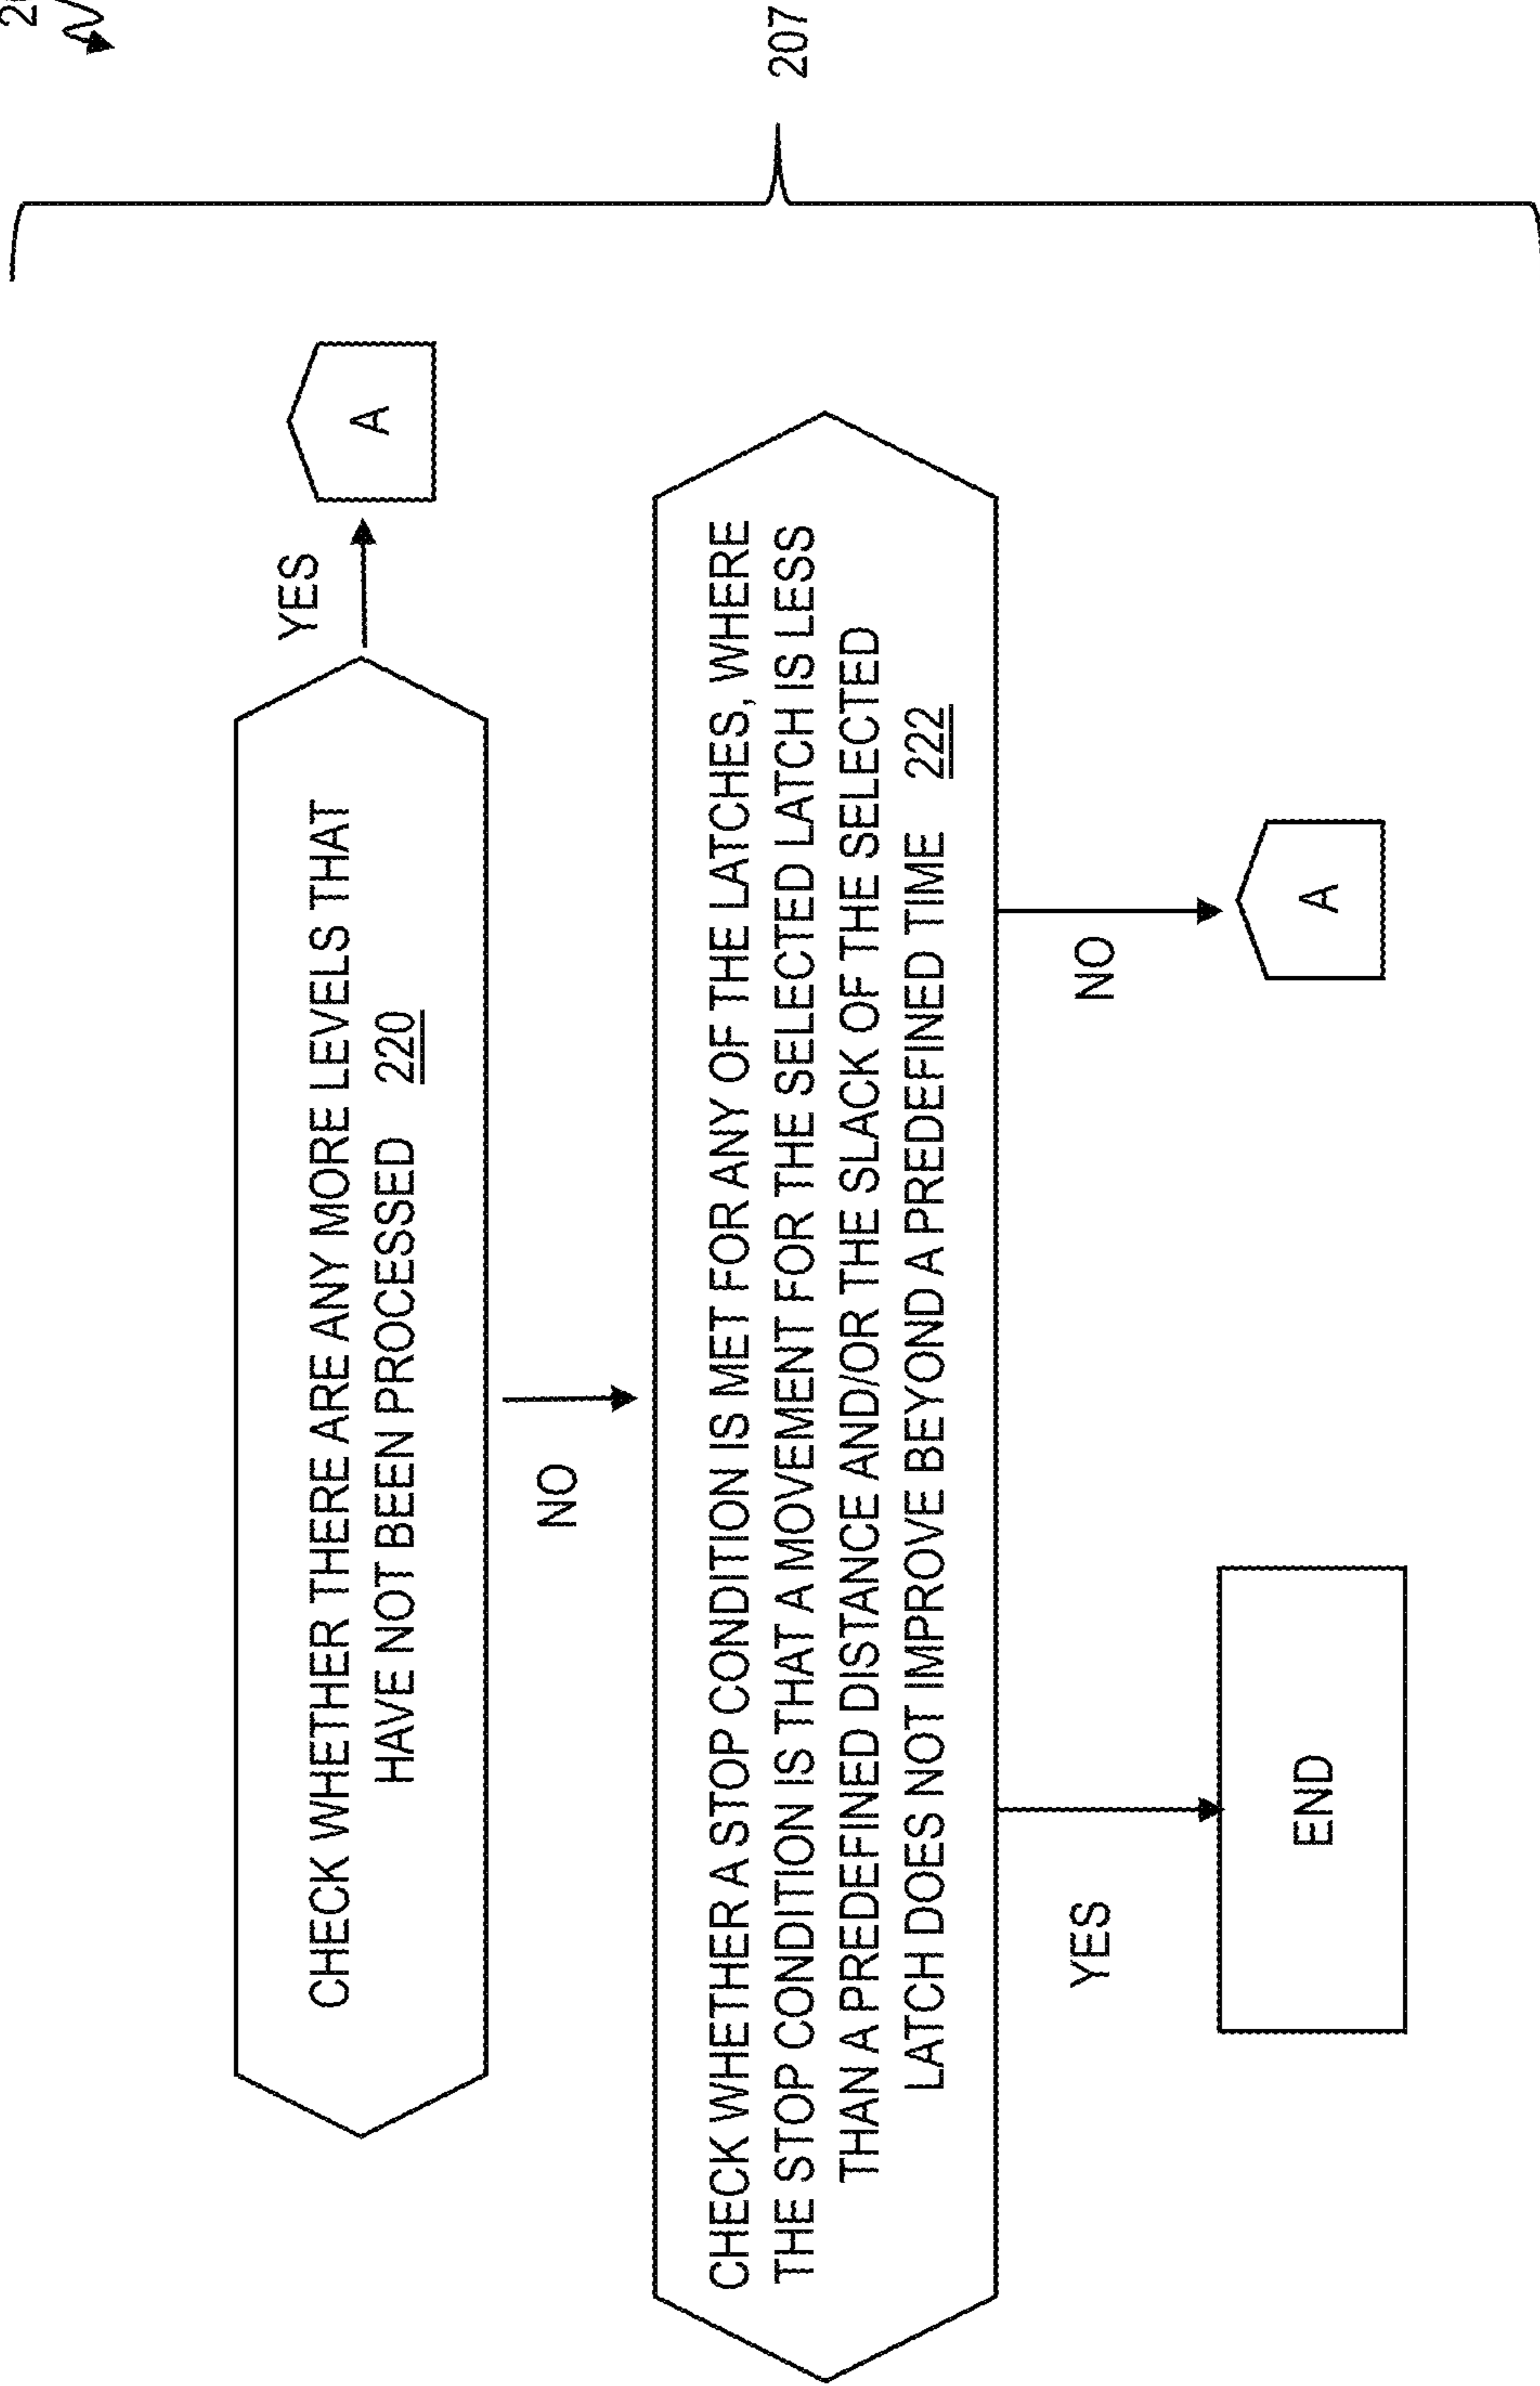 CHECK WHETHER THERE ARE ANY MORE LEVELS THAT
HAVE NOT BEEN PROCESSED 220
YES
A
NO
CHECK WHETHER A STOP CONDITION IS MET FOR ANY OF THE LATCHES, WHERE
THE STOP CONDITION IS THAT A MOVEMENT FOR THE SELECTED LATCH IS LESS
THAN A PREDEFINED DISTANCE AND/OR THE SLACK OF THE SELECTED
LATCH DOES NOT IMPROVE BEYOND A PREDEFINED TIME 222
YES
NO
END
A
207